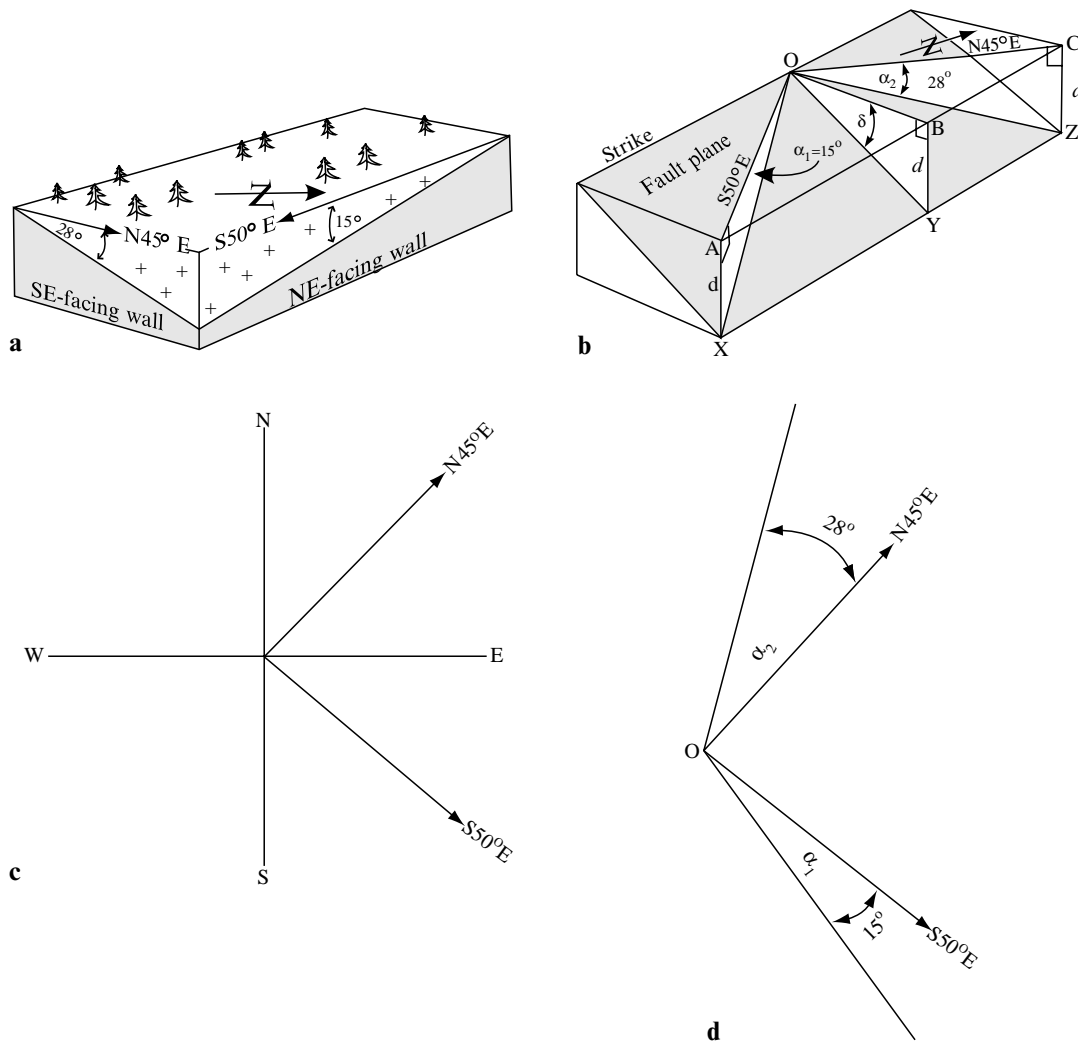 28°
N45° E
S50° E
15°
N
SE-facing wall
NE-facing wall
a
O
N
N45°E
C
α2
28°
d
Z
δ
B
Strike
Fault plane
S50°E
α1=15°
d
Y
A
d
X
b
N
N45°E
W
E
S50°E
S
c
28°
N45°E
α2
O
α1
15°
S50°E
d